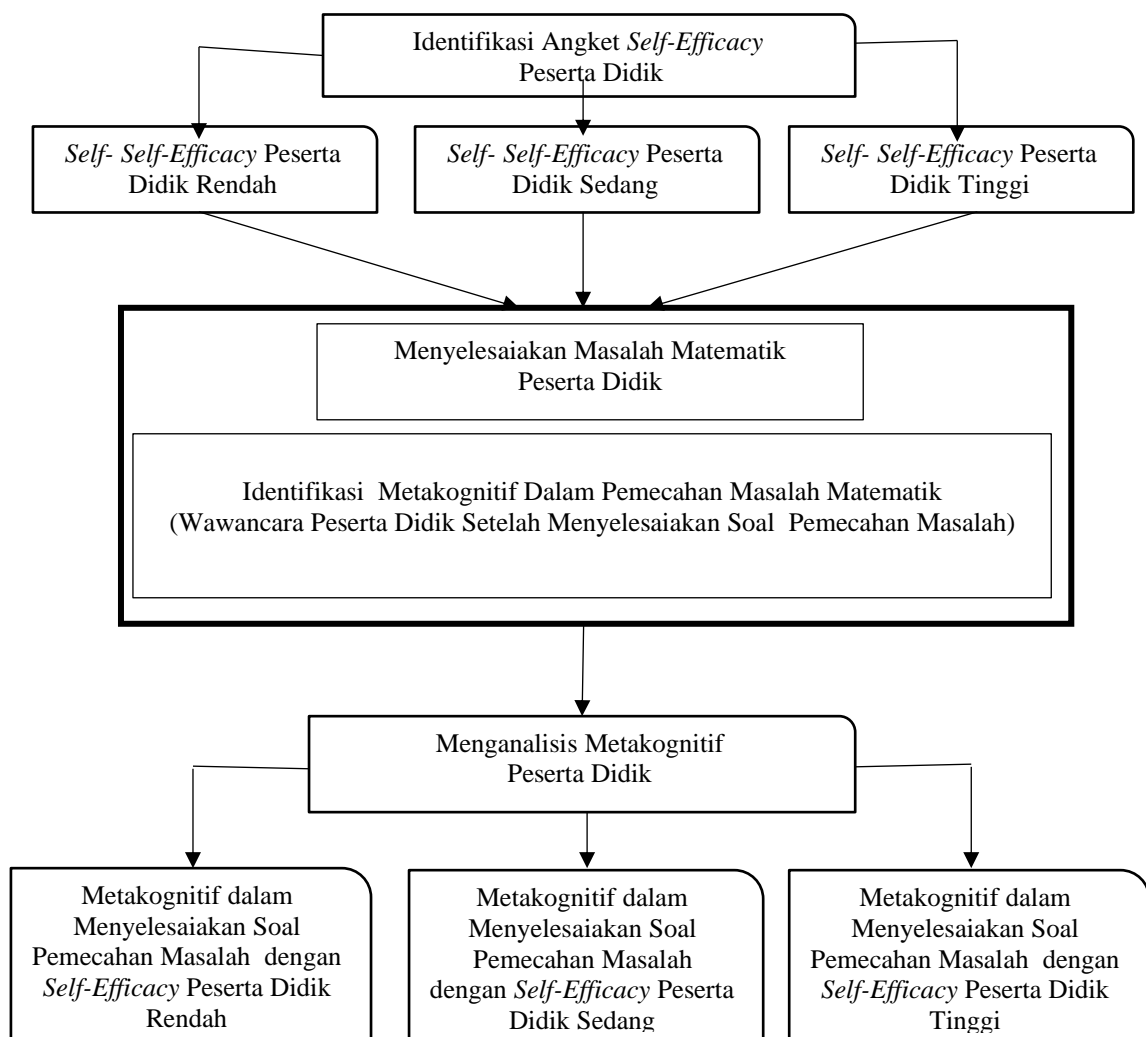 Identifikasi Angket Self-Efficacy
Peserta Didik
Self- Self-Efficacy Peserta
Didik Rendah
Self- Self-Efficacy Peserta
Didik Sedang
Self- Self-Efficacy Peserta
Didik Tinggi
Menyelesaiakan Masalah Matematik
Peserta Didik
Identifikasi Metakognitif Dalam Pemecahan Masalah Matematik
(Wawancara Peserta Didik Setelah Menyelesaiakan Soal Pemecahan Masalah)
Menganalisis Metakognitif
Peserta Didik
Metakognitif dalam
Menyelesaiakan Soal
Pemecahan Masalah dengan
Self-Efficacy Peserta Didik
Rendah
Metakognitif dalam
Menyelesaiakan Soal
Pemecahan Masalah
dengan Self-Efficacy Peserta
Didik Sedang
Metakognitif dalam
Menyelesaiakan Soal
Pemecahan Masalah dengan
Self-Efficacy Peserta Didik
Tinggi